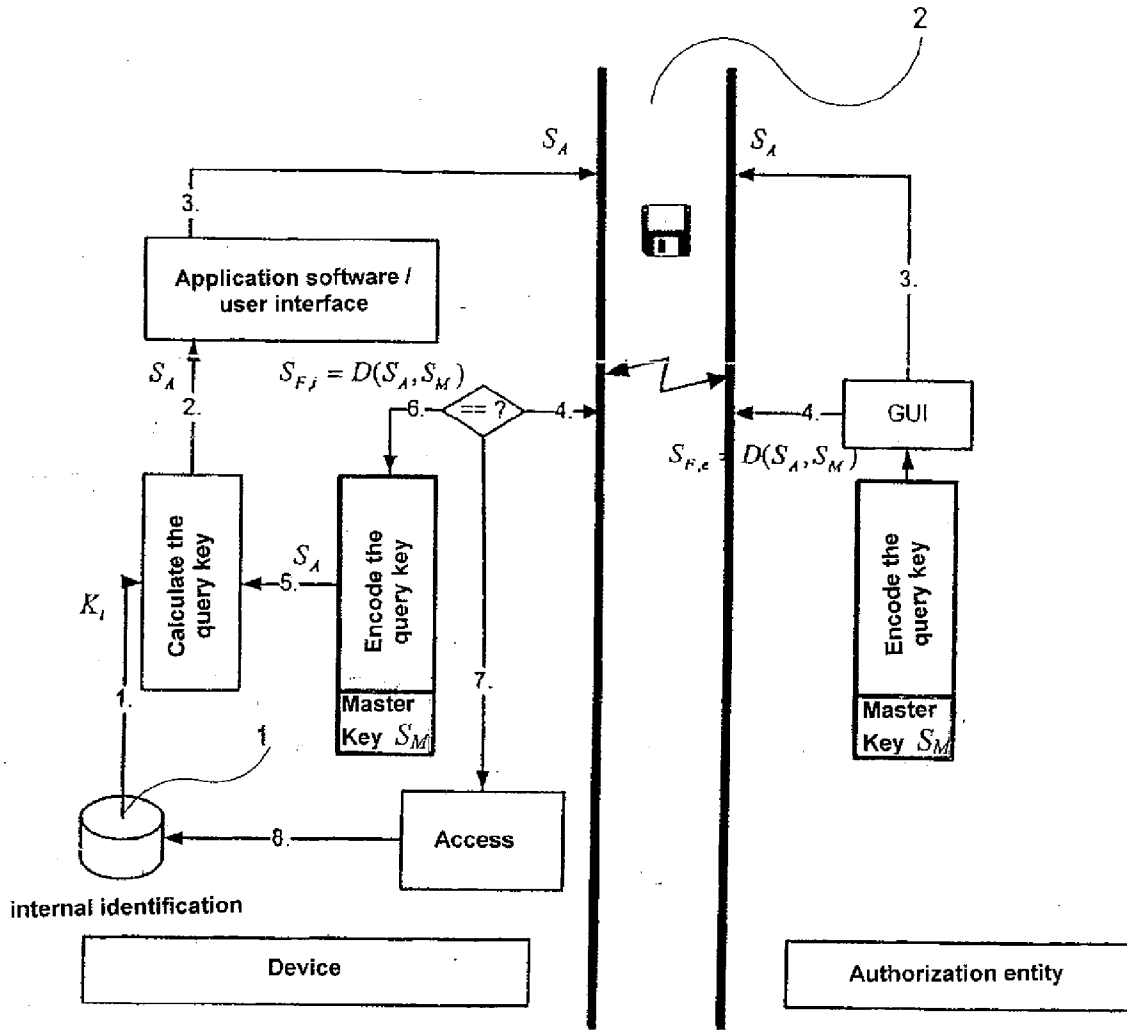 2
S_A
S_A
3.
3.
Application software /
user interface
S_A
S_{F,i} = D(S_A, S_M)
2.
6.
== ?
4.
4.
GUI
S_{F,e} = D(S_A, S_M)
Calculate the
query key
S_A
5.
Encode the
query key
Encode the
query key
K_i
1.
7.
Master
Key S_M
Master
Key S_M
1
8.
Access
internal identification
Device
Authorization entity